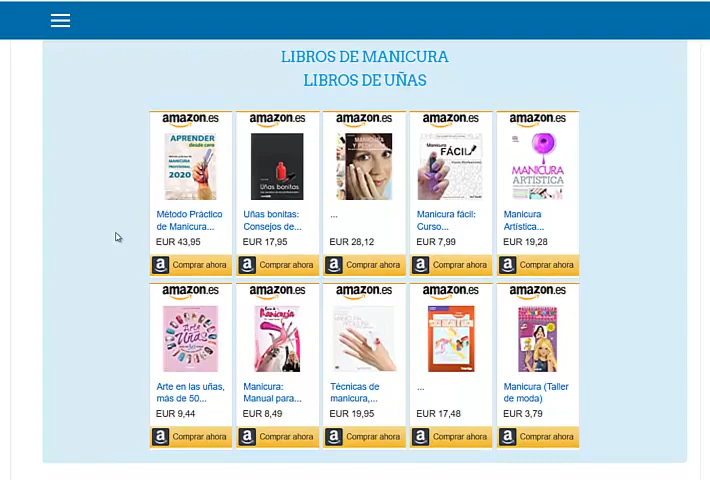 LIBROS DE MANICURA
LIBROS DE UÑAS
amazon.es amazon.es amazon.es amazon.es amazon.es
APRENDER
desde cero
MANICURA
2020
Uñas bonitas
MANICURA
Y PEDICURA
Manicura
FÁCIL
MANICURA
ARTÍSTICA
Método Práctico
de Manicura...
EUR 43,95
Comprar ahora
Uñas bonitas:
Consejos de...
EUR 17,95
Comprar ahora
...
EUR 28,12
Comprar ahora
Manicura fácil:
Curso...
EUR 7,99
Comprar ahora
Manicura
Artística...
EUR 19,28
Comprar ahora
amazon.es amazon.es amazon.es amazon.es amazon.es
Arte
Uñas
Manicura
Arte en las uñas,
más de 50...
EUR 9,44
Comprar ahora
Manicura:
Manual para...
EUR 8,49
Comprar ahora
Técnicas de
manicura,...
EUR 19,95
Comprar ahora
...
EUR 17,48
Comprar ahora
Manicura (Taller
de moda)
EUR 3,79
Comprar ahora